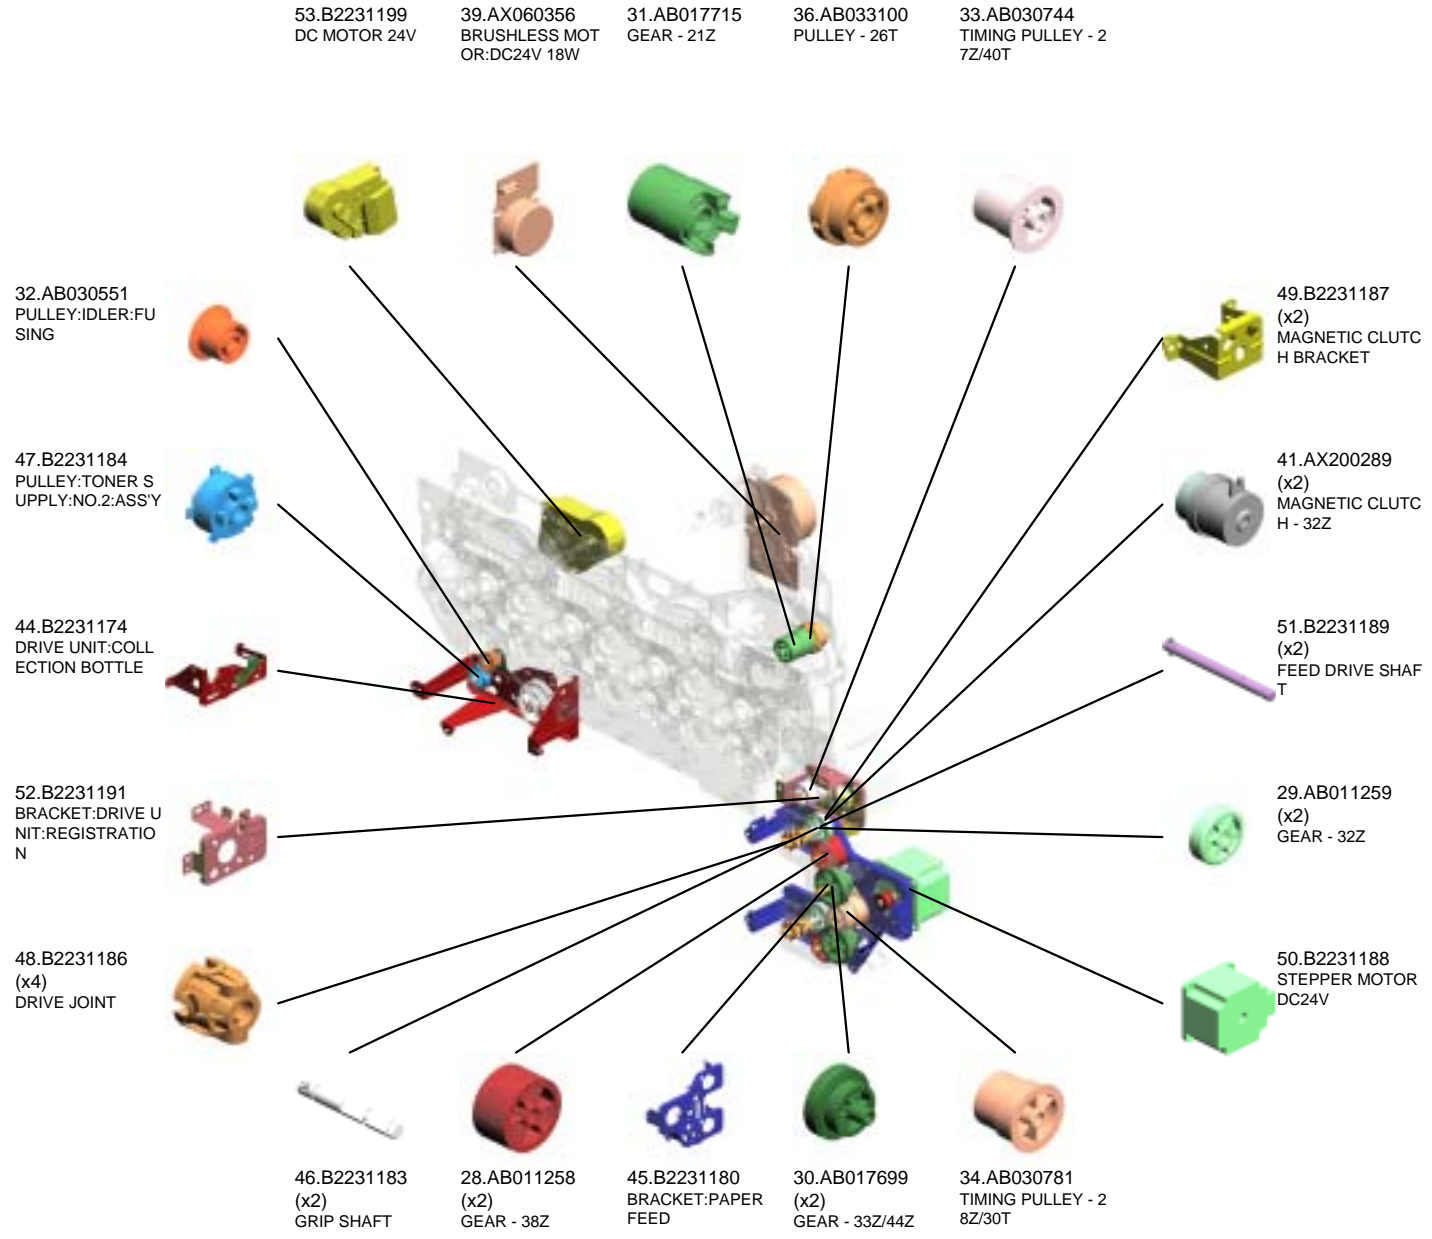 53.B2231199
DC MOTOR 24V
39.AX060356
BRUSHLESS MOT
OR:DC24V 18W
31.AB017715
GEAR - 21Z
36.AB033100
PULLEY - 26T
33.AB030744
TIMING PULLEY - 2
7Z/40T
32.AB030551
PULLEY:IDLER:FU
SING
49.B2231187
(x2)
MAGNETIC CLUTC
H BRACKET
47.B2231184
PULLEY:TONER S
UPPLY:NO.2:ASS'Y
41.AX200289
(x2)
MAGNETIC CLUTC
H - 32Z
44.B2231174
DRIVE UNIT:COLL
ECTION BOTTLE
51.B2231189
(x2)
FEED DRIVE SHAF
T
52.B2231191
BRACKET:DRIVE U
NIT:REGISTRATIO
N
29.AB011259
(x2)
GEAR - 32Z
48.B2231186
(x4)
DRIVE JOINT
50.B2231188
STEPPER MOTOR
DC24V
46.B2231183
(x2)
GRIP SHAFT
28.AB011258
(x2)
GEAR - 38Z
45.B2231180
BRACKET:PAPER
FEED
30.AB017699
(x2)
GEAR - 33Z/44Z
34.AB030781
TIMING PULLEY - 2
8Z/30T